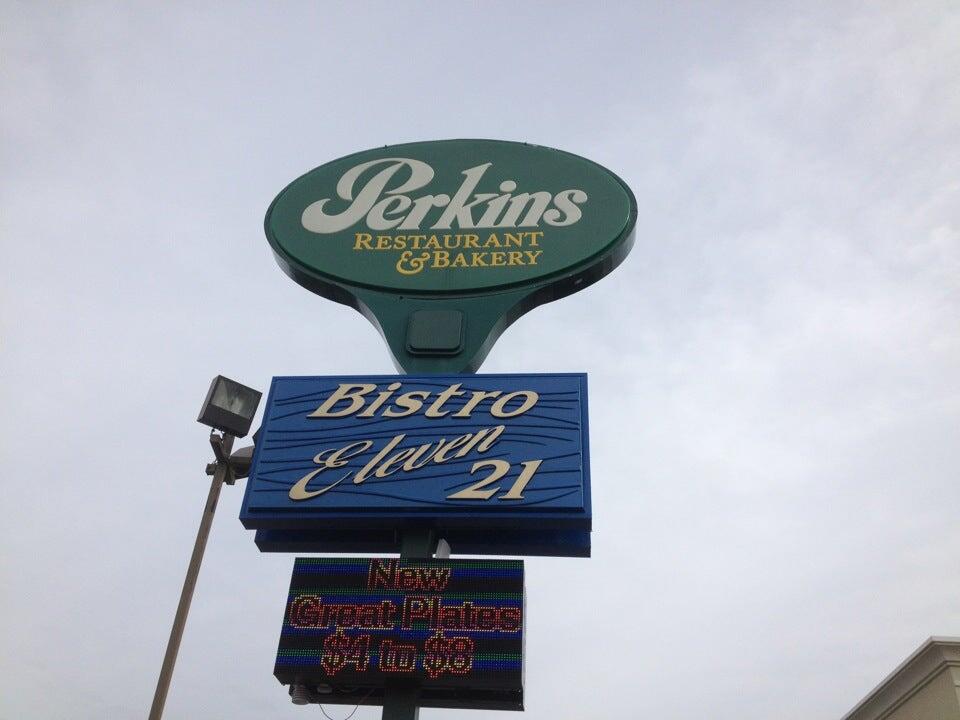 Perkins
RESTAURANT
& BAKERY
Bistro
Eleven
21
New
Great Plates
$4 to $8